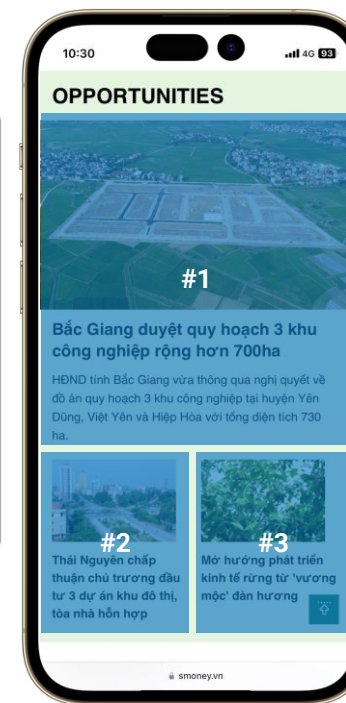 10:30
4G 93
OPPORTUNITIES
#1
Bắc Giang duyệt quy hoạch 3 khu
công nghiệp rộng hơn 700ha
HĐND tỉnh Bắc Giang vừa thông qua nghị quyết về
đồ án quy hoạch 3 khu công nghiệp tại huyện Yên
Dũng, Việt Yên và Hiệp Hòa với tổng diện tích 730
ha.
#2
Thái Nguyên chấp
thuận chủ trương đầu
tư 3 dự án khu đô thị,
tòa nhà hỗn hợp
#3
Mở hướng phát triển
kinh tế rừng từ 'vương
mộc' đàn hương
smoney.vn